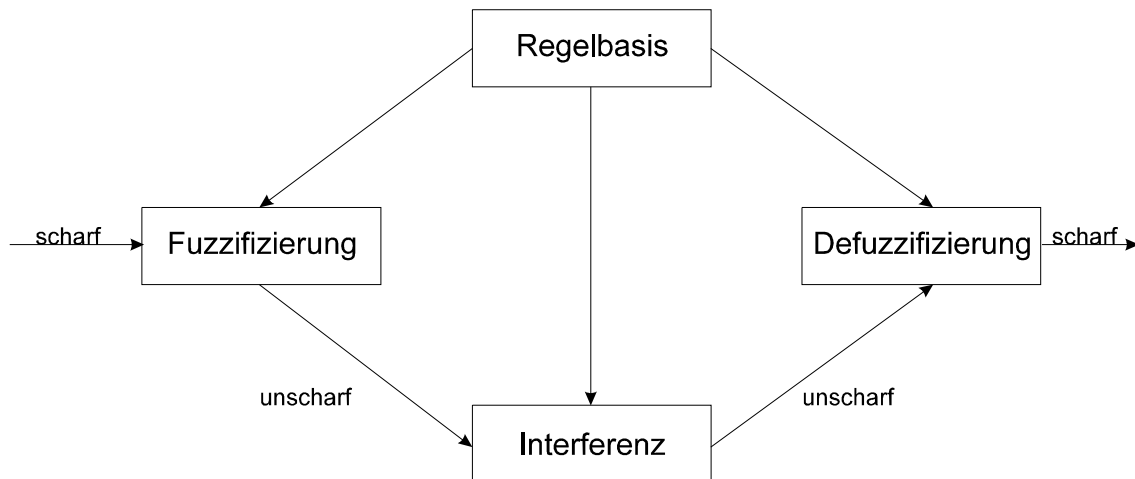 Regelbasis
scharf
Fuzzifizierung
Defuzzifizierung
scharf
unscharf
unscharf
Interferenz